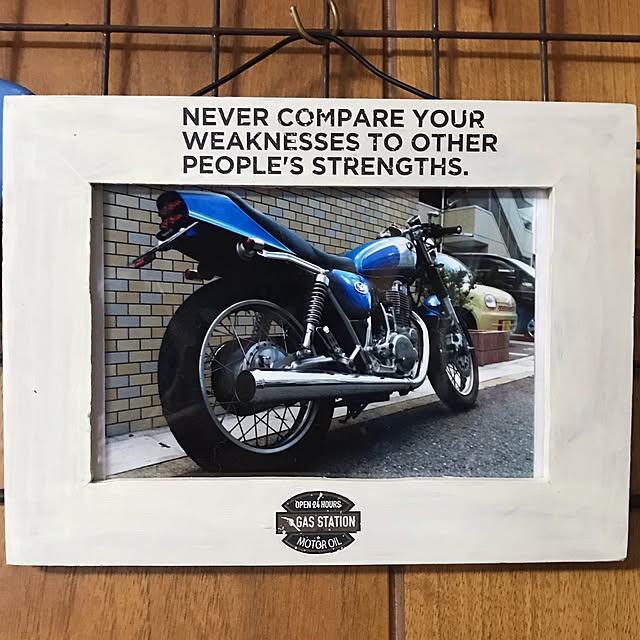 NEVER COMPARE YOUR
WEAKNESSES TO OTHER
PEOPLE'S STRENGTHS.
OPEN 24 HOURS
GAS STATION
MOTOR OIL